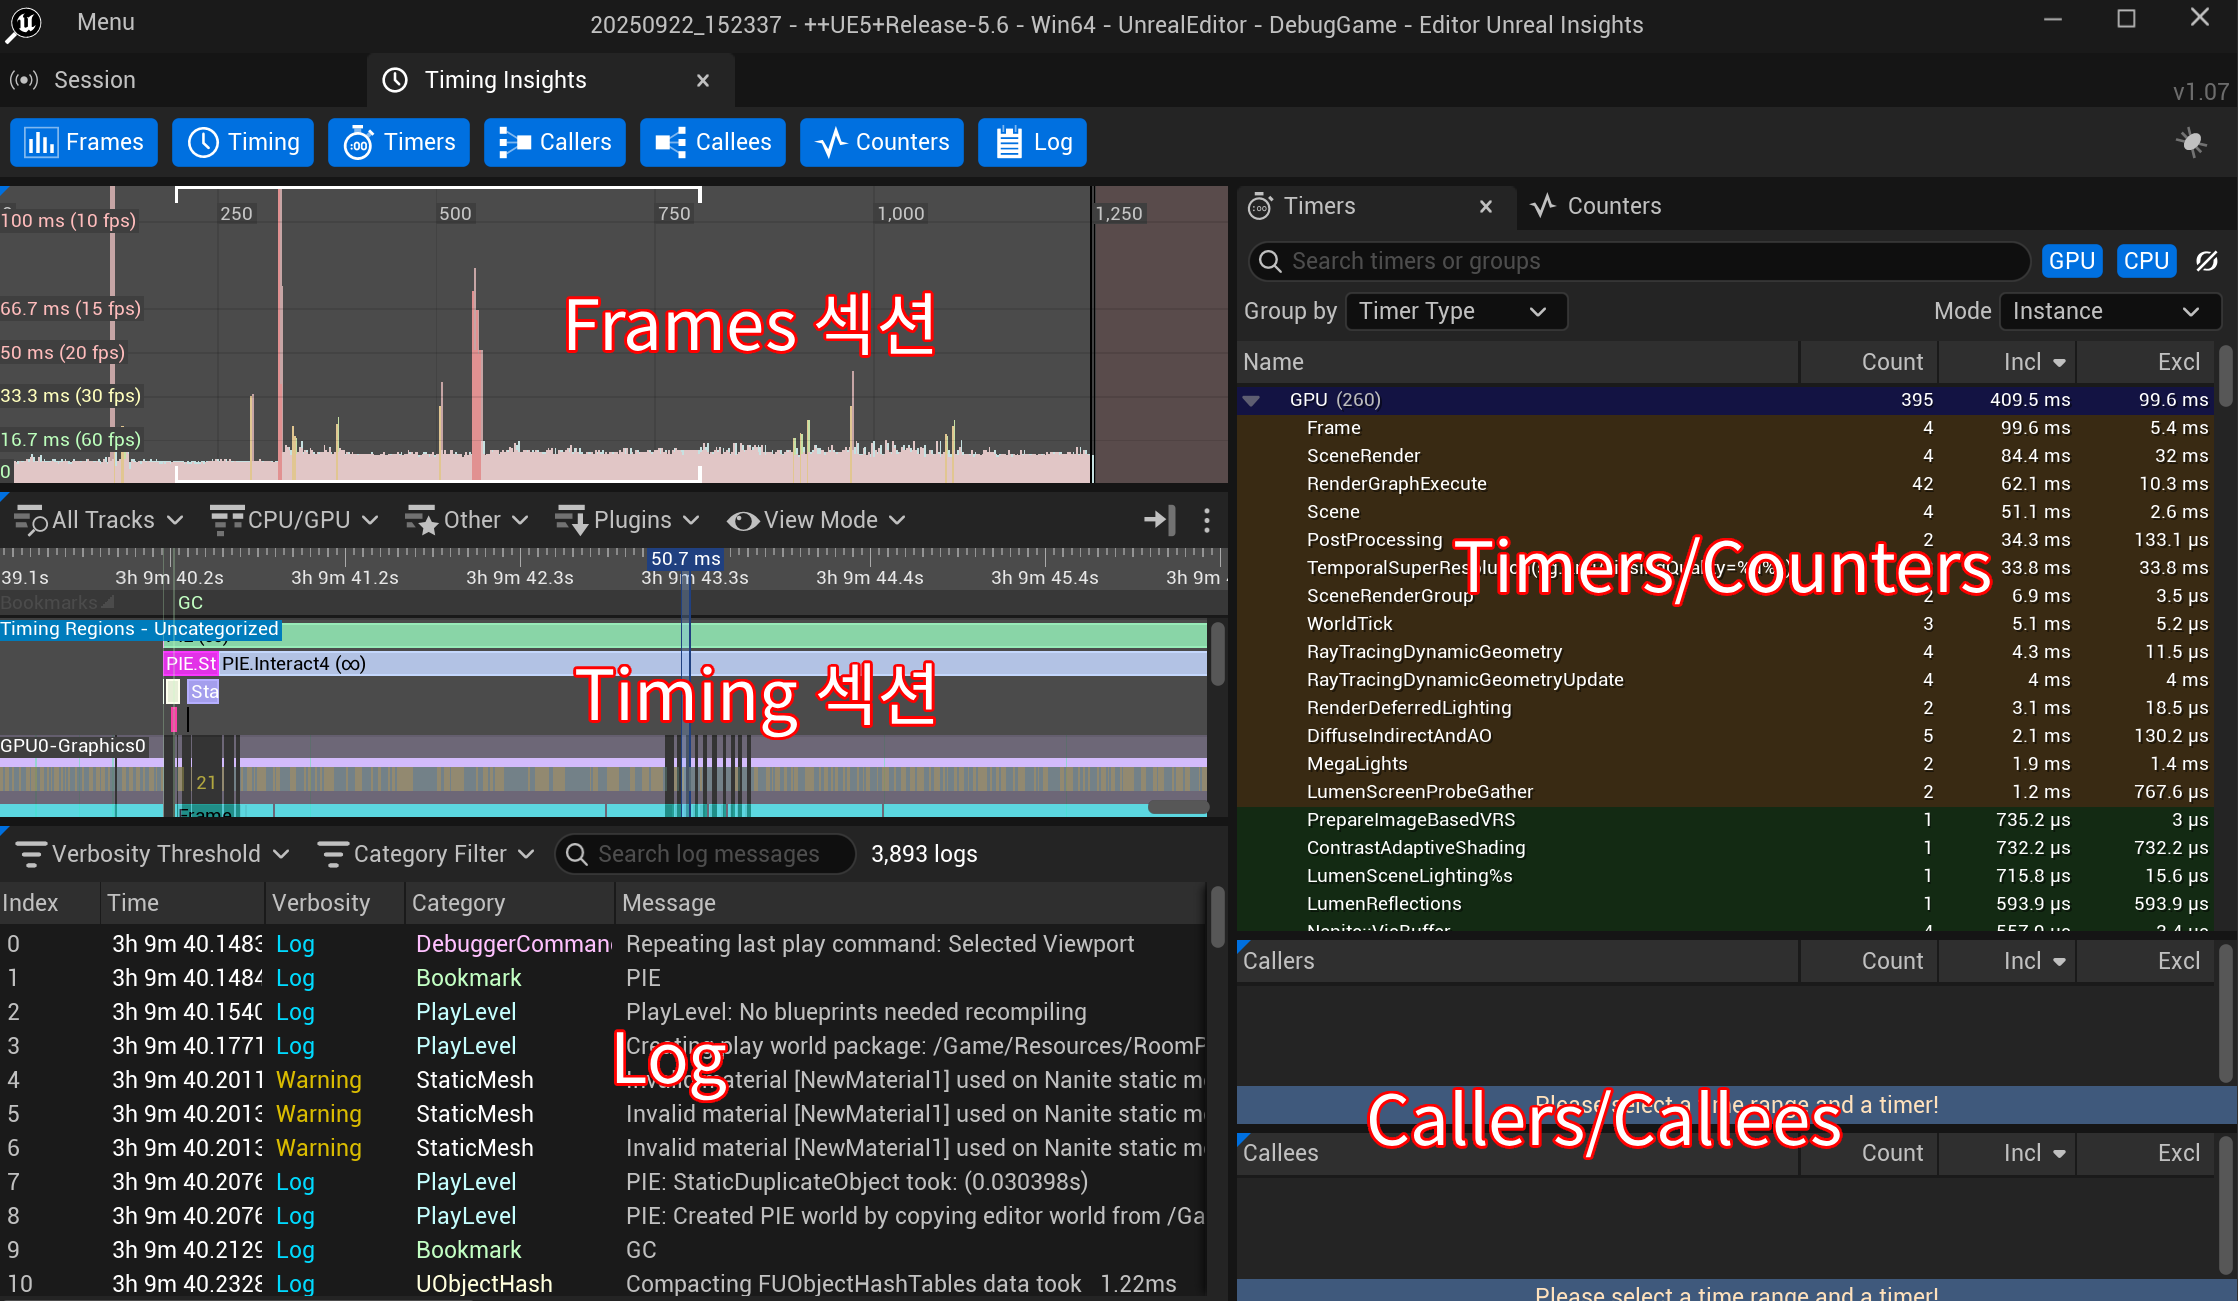 Menu
20250922_152337 - ++UE5+Release-5.6 - Win64 - UnrealEditor - DebugGame - Editor Unreal Insights
Session
Timing Insights
v1.07
Frames
Timing
Timers
Callers
Callees
Counters
Log
250
500
750
1,000
1,250
100 ms (10 fps)
66.7 ms (15 fps)
50 ms (20 fps)
33.3 ms (30 fps)
16.7 ms (60 fps)
0
Frames 섹션
All Tracks
CPU/GPU
Other
Plugins
View Mode
50.7 ms
39.1s 3h 9m 40.2s 3h 9m 41.2s 3h 9m 42.3s 3h 9m 43.3s 3h 9m 44.4s 3h 9m 45.4s 3h 9m
Bookmarks
GC
Timing Regions - Uncategorized
PIE.St
PIE.Interact4 (∞)
Sta
Timing 섹션
GPU0-Graphics0
21
Frame
Verbosity Threshold
Category Filter
Search log messages
3,893 logs
Index Time Verbosity Category Message
0 3h 9m 40.1483 Log DebuggerComman Repeating last play command: Selected Viewport
1 3h 9m 40.1484 Log Bookmark PIE
2 3h 9m 40.1540 Log PlayLevel PlayLevel: No blueprints needed recompiling
3 3h 9m 40.1771 Log PlayLevel Creating play world package: /Game/Resources/RoomP
4 3h 9m 40.2011 Warning StaticMesh Invalid material [NewMaterial1] used on Nanite static m
5 3h 9m 40.2013 Warning StaticMesh Invalid material [NewMaterial1] used on Nanite static m
6 3h 9m 40.2013 Warning StaticMesh Invalid material [NewMaterial1] used on Nanite static m
7 3h 9m 40.2076 Log PlayLevel PIE: StaticDuplicateObject took: (0.030398s)
8 3h 9m 40.2076 Log PlayLevel PIE: Created PIE world by copying editor world from /Ga
9 3h 9m 40.2129 Log Bookmark GC
10 3h 9m 40.2328 Log UObjectHash Compacting FUObjectHashTables data took 1.22ms
Log
Timers
Counters
Search timers or groups
GPU
CPU
Group by Timer Type
Mode Instance
Name Count Incl Excl
GPU (260) 395 409.5 ms 99.6 ms
Frame 4 99.6 ms 5.4 ms
SceneRender 4 84.4 ms 32 ms
RenderGraphExecute 42 62.1 ms 10.3 ms
Scene 4 51.1 ms 2.6 ms
PostProcessing 2 34.3 ms 133.1 µs
33.8 ms 33.8 ms
SceneRenderGroup 2 6.9 ms 3.5 µs
WorldTick 3 5.1 ms 5.2 µs
RayTracingDynamicGeometry 4 4.3 ms 11.5 µs
RayTracingDynamicGeometryUpdate 4 4 ms 4 ms
RenderDeferredLighting 2 3.1 ms 18.5 µs
DiffuseIndirectAndAO 5 2.1 ms 130.2 µs
MegaLights 2 1.9 ms 1.4 ms
LumenScreenProbeGather 2 1.2 ms 767.6 µs
PrepareImageBasedVRS 1 735.2 µs 3 µs
ContrastAdaptiveShading 1 732.2 µs 732.2 µs
LumenSceneLighting%s 1 715.8 µs 15.6 µs
LumenReflections 1 593.9 µs 593.9 µs
Timers/Counters
Callers Count Incl Excl
Please select a time range and a timer!
Callers/Callees
Callees Count Incl Excl
Please select a time range and a timer!